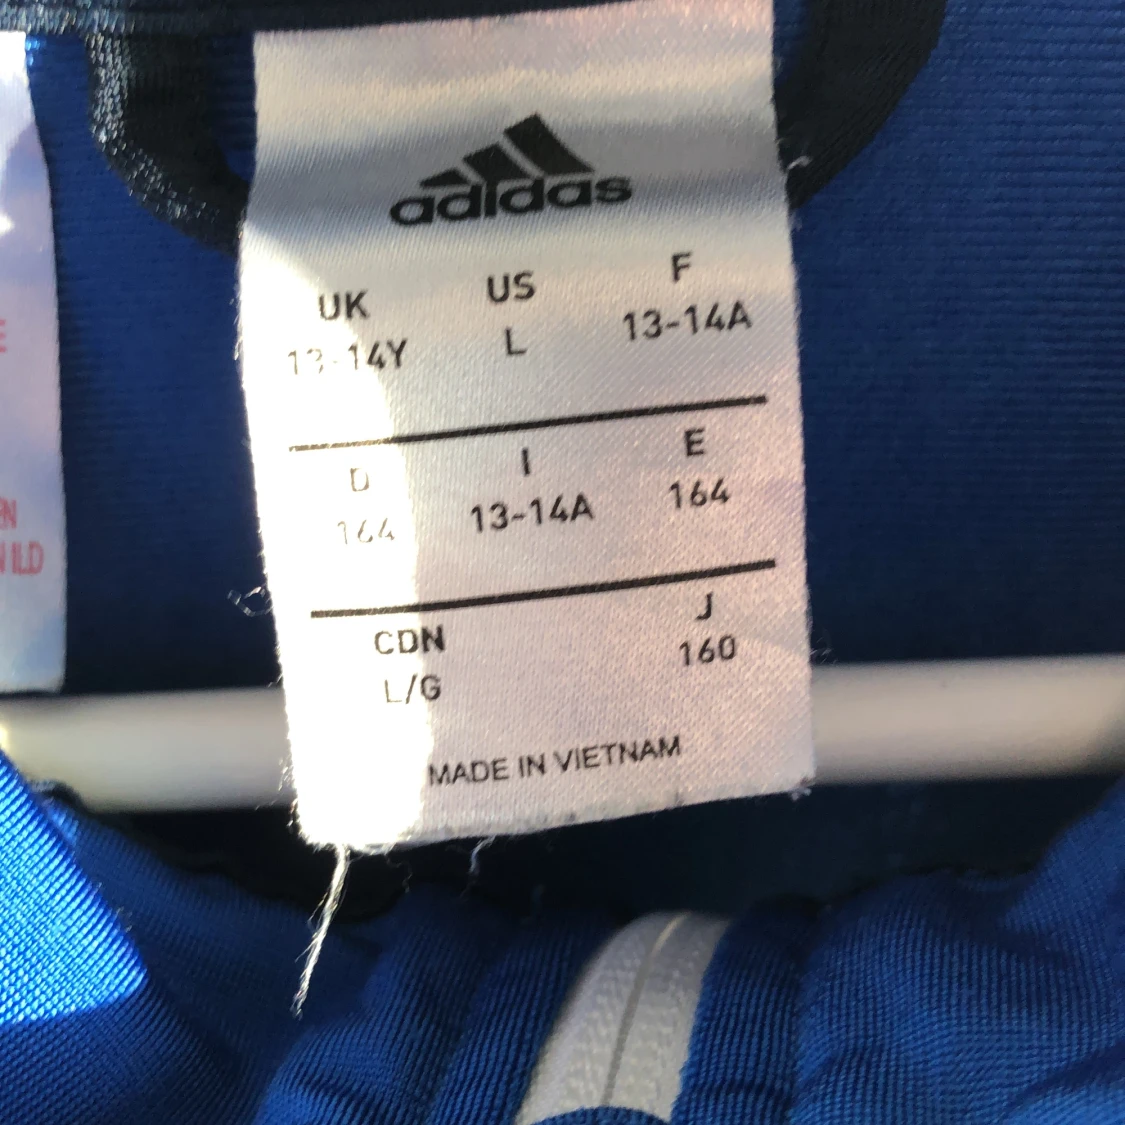 adidas
UK US F
13-14Y L 13-14A
D I E
164 13-14A 164
CDN J
L/G 160
MADE IN VIETNAM